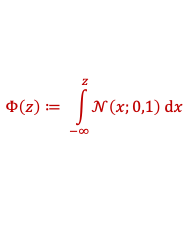 Φ(z) ≔ ∫_{-∞}^{z} 𝒩(x; 0,1) dx